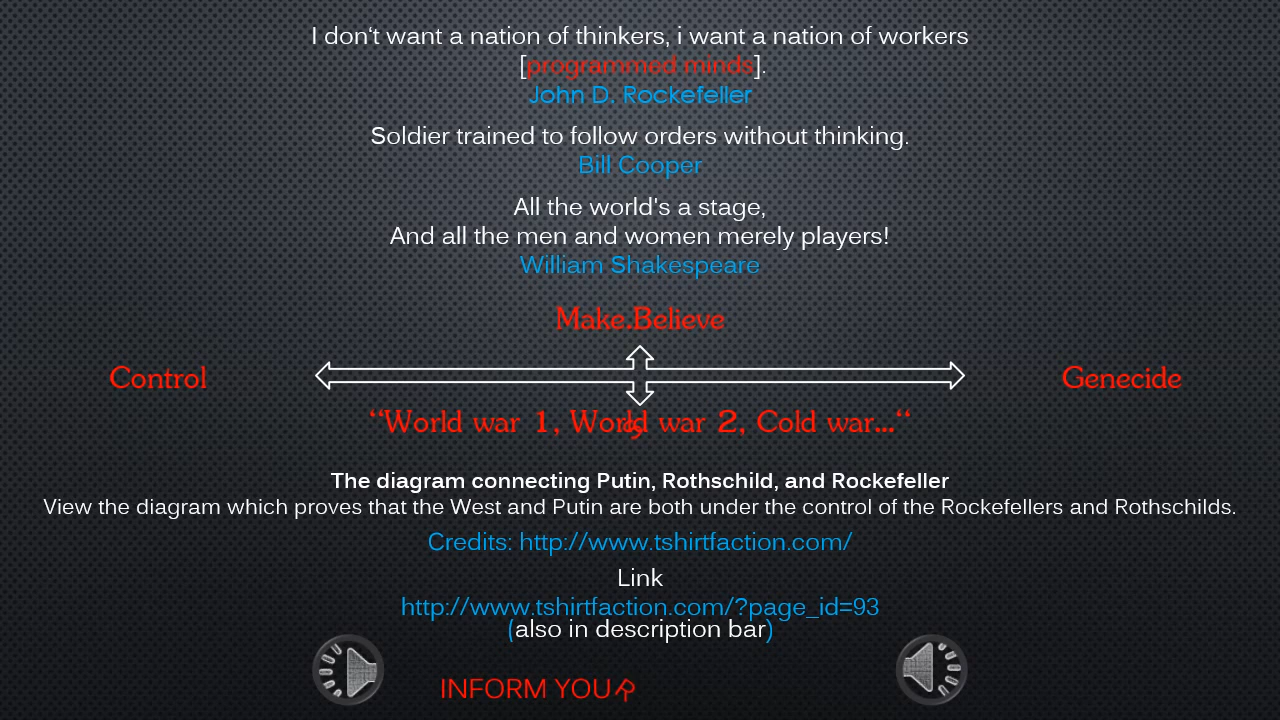 I don‘t want a nation of thinkers, i want a nation of workers
[programmed minds].
John D. Rockefeller
Soldier trained to follow orders without thinking.
Bill Cooper
All the world's a stage,
And all the men and women merely players!
William Shakespeare
Make.Believe
Control
Genecide
“World war 1, World war 2, Cold war...“
The diagram connecting Putin, Rothschild, and Rockefeller
View the diagram which proves that the West and Putin are both under the control of the Rockefellers and Rothschilds.
Credits: http://www.tshirtfaction.com/
Link
http://www.tshirtfaction.com/?page_id=93
(also in description bar)
INFORM YOUR